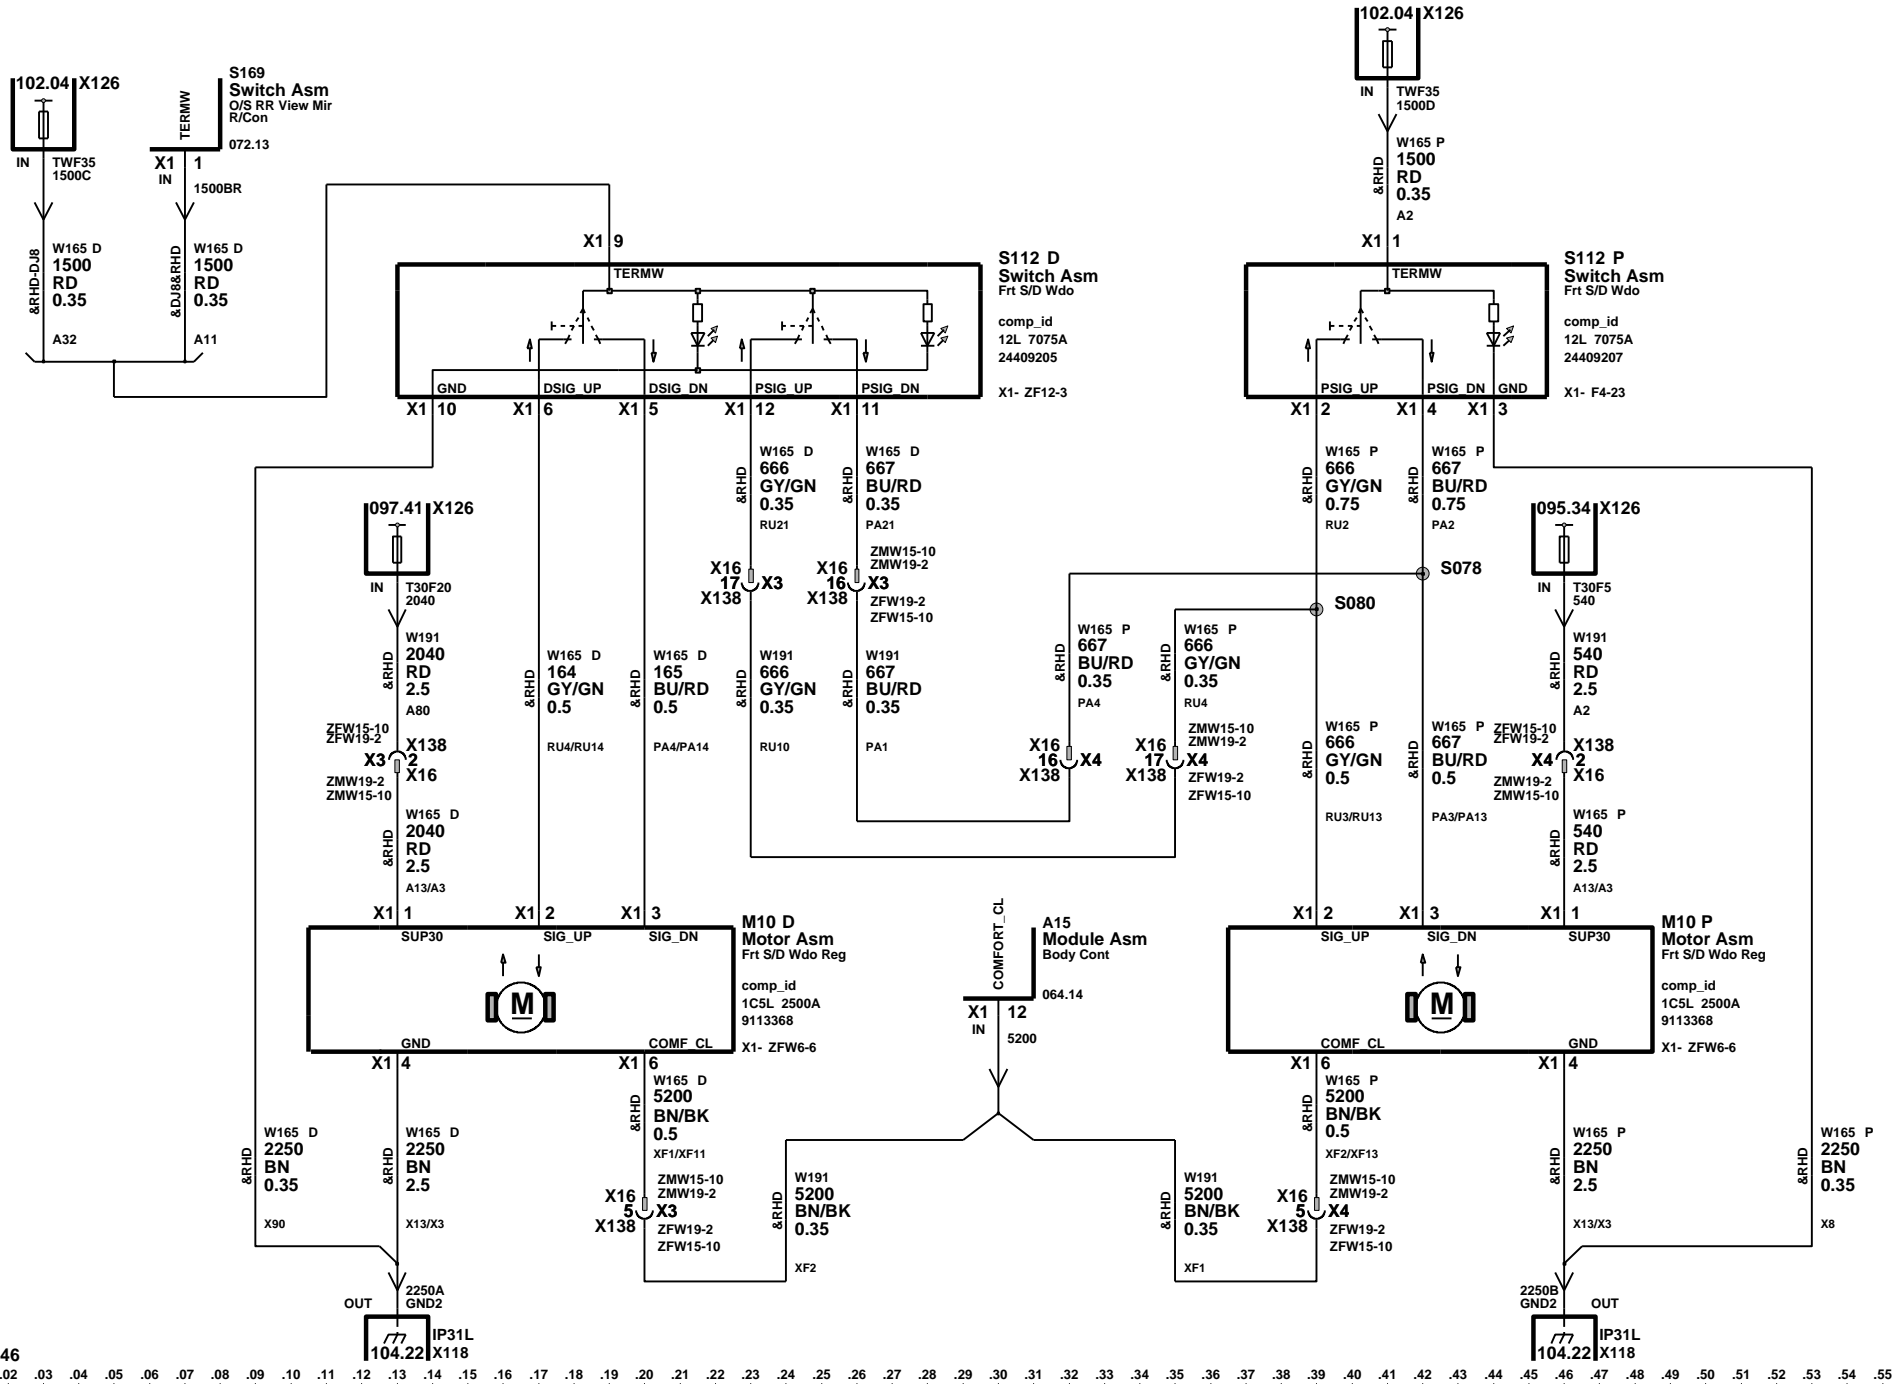 102.04 X126
IN TWF35
1500D
W165 P
1500
RD
0.35
&RHD
A2
X1 1
102.04 X126
IN TWF35
1500C
&RHD-DJ8
W165 D
1500
RD
0.35
A32
TERMW
S169
Switch Asm
O/S RR View Mir
R/Con
072.13
X1 1
IN
1500BR
&DJ8&RHD
W165 D
1500
RD
0.35
A11
X1 9
TERMW
S112 D
Switch Asm
Frt S/D Wdo
comp_id
12L 7075A
24409205
X1- ZF12-3
GND DSIG_UP DSIG_DN PSIG_UP PSIG_DN
X1 10 X1 6 X1 5 X1 12 X1 11
TERMW
S112 P
Switch Asm
Frt S/D Wdo
comp_id
12L 7075A
24409207
X1- F4-23
PSIG_UP PSIG_DN GND
X1 2 X1 4 X1 3
&RHD
W165 D
666
GY/GN
0.35
RU21
&RHD
W165 D
667
BU/RD
0.35
PA21
&RHD
W165 P
666
GY/GN
0.75
RU2
&RHD
W165 P
667
BU/RD
0.75
PA2
097.41 X126
IN T30F20
2040
&RHD
W191
2040
RD
2.5
A80
ZFW15-10
ZFW19-2
X138
X3 2
X16
ZMW19-2
ZMW15-10
&RHD
W165 D
2040
RD
2.5
A13/A3
X16
17 X3
X138
X16
16 X3
X138
ZMW15-10
ZMW19-2
ZFW19-2
ZFW15-10
&RHD
W165 D
164
GY/GN
0.5
RU4/RU14
&RHD
W165 D
165
BU/RD
0.5
PA4/PA14
&RHD
W191
666
GY/GN
0.35
RU10
&RHD
W191
667
BU/RD
0.35
PA1
S078
S080
&RHD
W165 P
667
BU/RD
0.35
PA4
&RHD
W165 P
666
GY/GN
0.35
RU4
X16
16 X4
X138
X16
17 X4
X138
ZMW15-10
ZMW19-2
ZFW19-2
ZFW15-10
&RHD
W165 P
666
GY/GN
0.5
RU3/RU13
&RHD
W165 P
667
BU/RD
0.5
PA3/PA13
095.34 X126
IN T30F5
540
&RHD
W191
540
RD
2.5
A2
ZFW15-10
ZFW19-2
X138
X4 2
X16
ZMW19-2
ZMW15-10
&RHD
W165 P
540
RD
2.5
A13/A3
X1 1 X1 2 X1 3
SUP30 SIG_UP SIG_DN
M
GND COMF_CL
X1 4 X1 6
M10 D
Motor Asm
Frt S/D Wdo Reg
comp_id
1C5L 2500A
9113368
X1- ZFW6-6
COMFORT_CL
A15
Module Asm
Body Cont
064.14
X1 12
IN
5200
X1 2 X1 3 X1 1
SIG_UP SIG_DN SUP30
M
COMF_CL GND
X1 6 X1 4
M10 P
Motor Asm
Frt S/D Wdo Reg
comp_id
1C5L 2500A
9113368
X1- ZFW6-6
&RHD
W165 D
2250
BN
0.35
X90
&RHD
W165 D
2250
BN
2.5
X13/X3
&RHD
W165 D
5200
BN/BK
0.5
XF1/XF11
X16
5 X3
X138
ZMW15-10
ZMW19-2
ZFW19-2
ZFW15-10
&RHD
W191
5200
BN/BK
0.35
XF2
&RHD
W191
5200
BN/BK
0.35
XF1
&RHD
W165 P
5200
BN/BK
0.5
XF2/XF13
X16
5 X4
X138
ZMW15-10
ZMW19-2
ZFW19-2
ZFW15-10
&RHD
W165 P
2250
BN
2.5
X13/X3
&RHD
W165 P
2250
BN
0.35
X8
2250A
OUT GND2
IP31L
104.22 X118
2250B
GND2 OUT
IP31L
104.22 X118
46
.02 .03 .04 .05 .06 .07 .08 .09 .10 .11 .12 .13 .14 .15 .16 .17 .18 .19 .20 .21 .22 .23 .24 .25 .26 .27 .28 .29 .30 .31 .32 .33 .34 .35 .36 .37 .38 .39 .40 .41 .42 .43 .44 .45 .46 .47 .48 .49 .50 .51 .52 .53 .54 .55